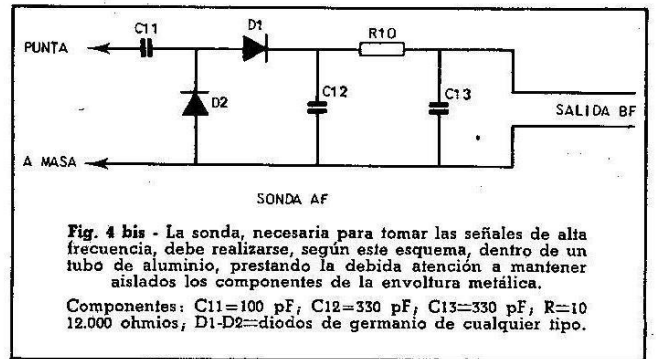 C11
D1
R10
PUNTA
D2
C12
C13
SALIDA BF
A MASA
SONDA AF
Fig. 4 bis - La sonda, necesaria para tomar las señales de alta
frecuencia, debe realizarse, según este esquema, dentro de un
tubo de aluminio, prestando la debida atención a mantener
aislados los componentes de la envoltura metálica.
Componentes: C11=100 pF; C12=330 pF; C13=330 pF; R=10
12.000 ohmios; D1-D2=diodos de germanio de cualquier tipo.